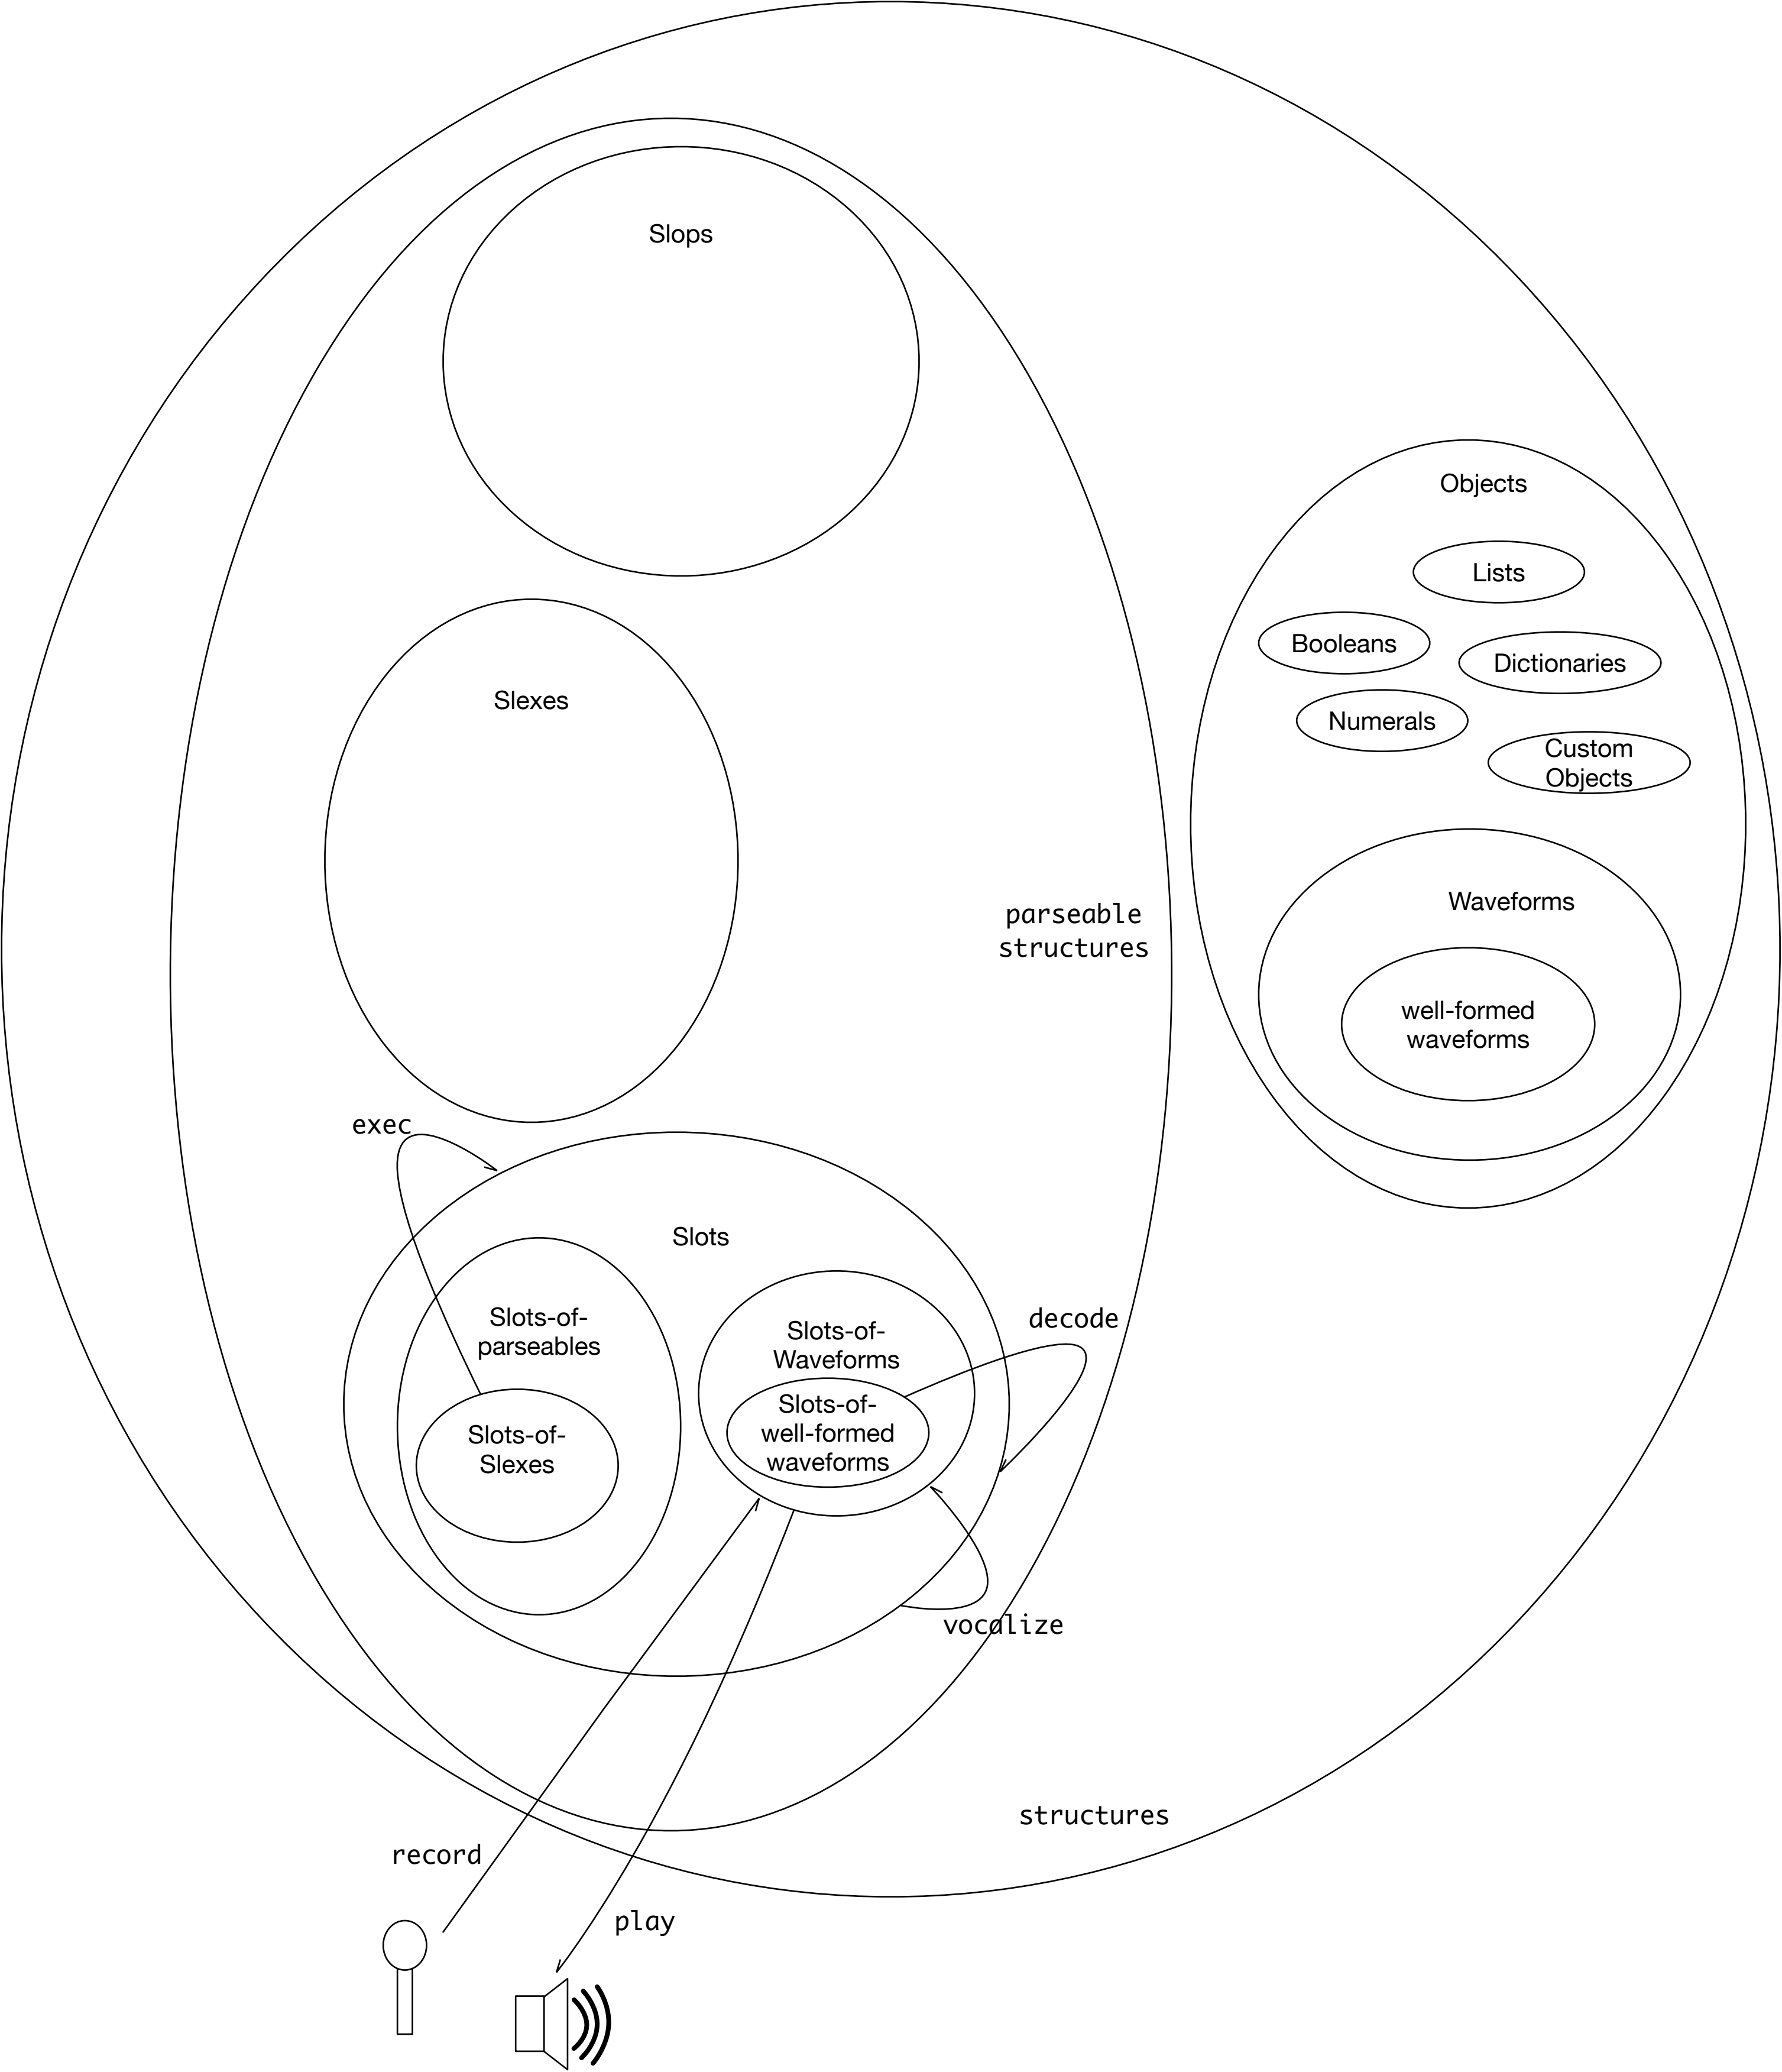 Slops
Objects
Lists
Booleans
Dictionaries
Slexes
Numerals
Custom
Objects
Waveforms
parseable
structures
well-formed
waveforms
exec
Slots
Slots-of-
parseables
decode
Slots-of-
Waveforms
Slots-of-
well-formed
waveforms
Slots-of-
Slexes
vocalize
structures
record
play